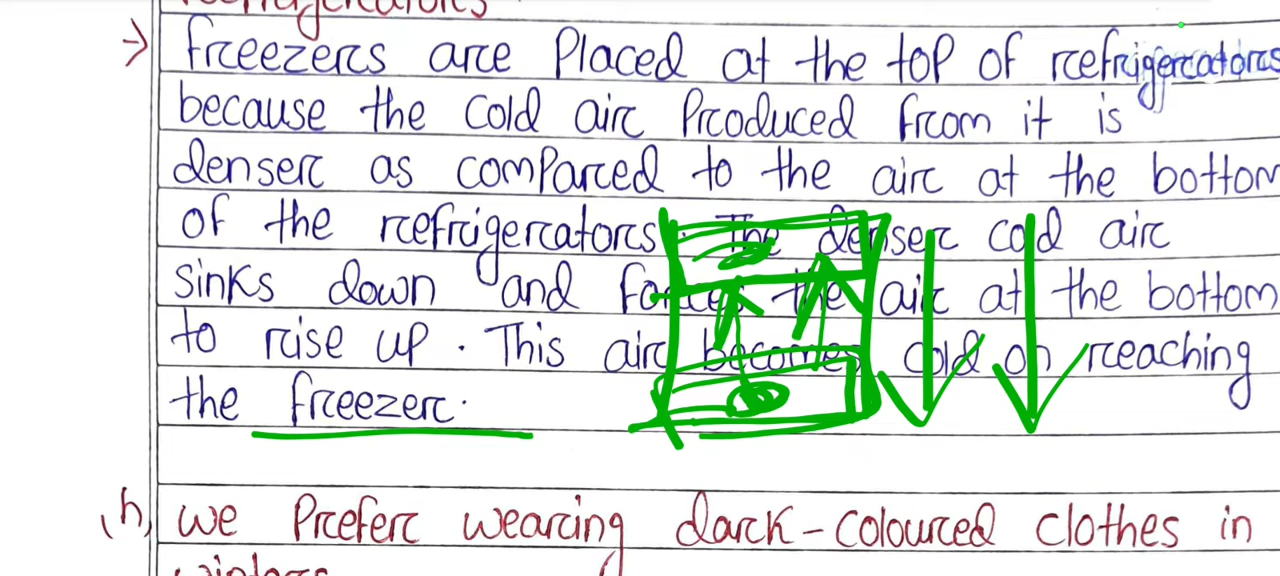 refrigerators
→ Freezers are placed at the top of refrigerators
because the cold air produced from it is
denser as compared to the air at the bottom
of the refrigerators. The denser cold air
sinks down and forces the air at the bottom
to rise up. This air becomes cold on reaching
the freezer.
(h) we prefer wearing dark-coloured clothes in
winters